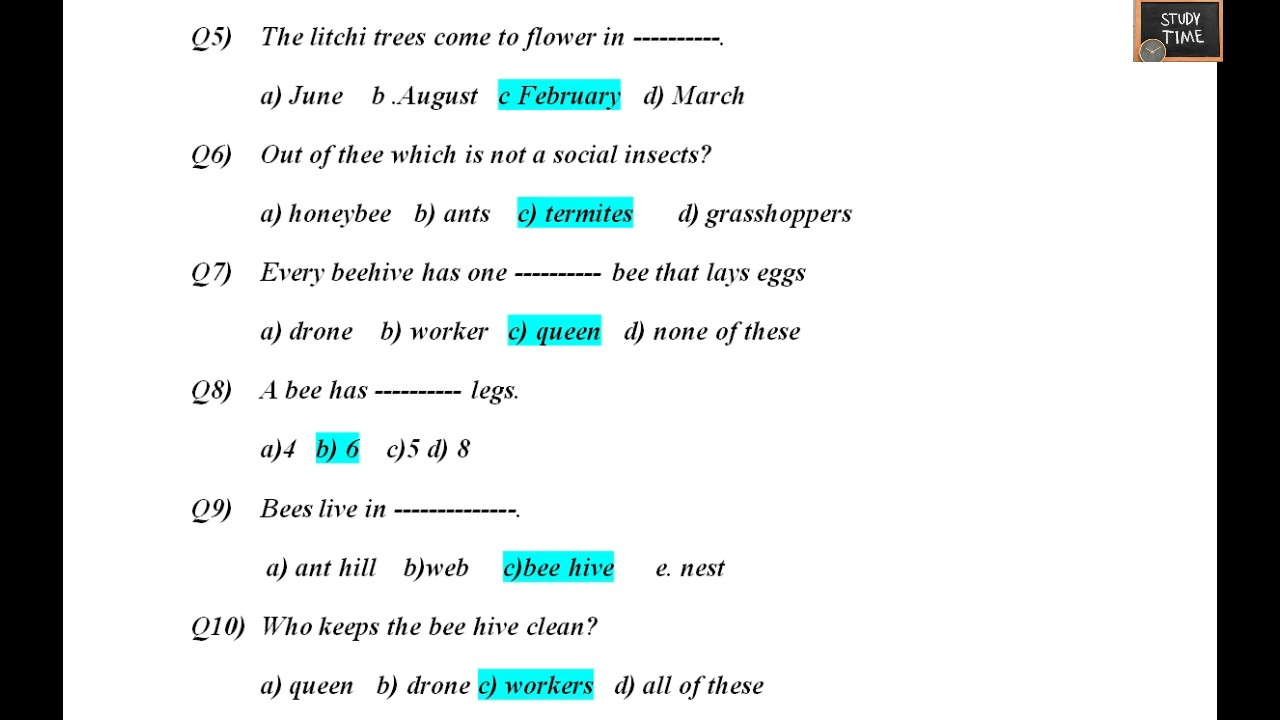 STUDY
TIME
Q5) The litchi trees come to flower in ----------.
a) June b .August c February d) March
Q6) Out of thee which is not a social insects?
a) honeybee b) ants c) termites d) grasshoppers
Q7) Every beehive has one ---------- bee that lays eggs
a) drone b) worker c) queen d) none of these
Q8) A bee has ---------- legs.
a)4 b) 6 c)5 d) 8
Q9) Bees live in --------------.
a) ant hill b)web c)bee hive e. nest
Q10) Who keeps the bee hive clean?
a) queen b) drone c) workers d) all of these